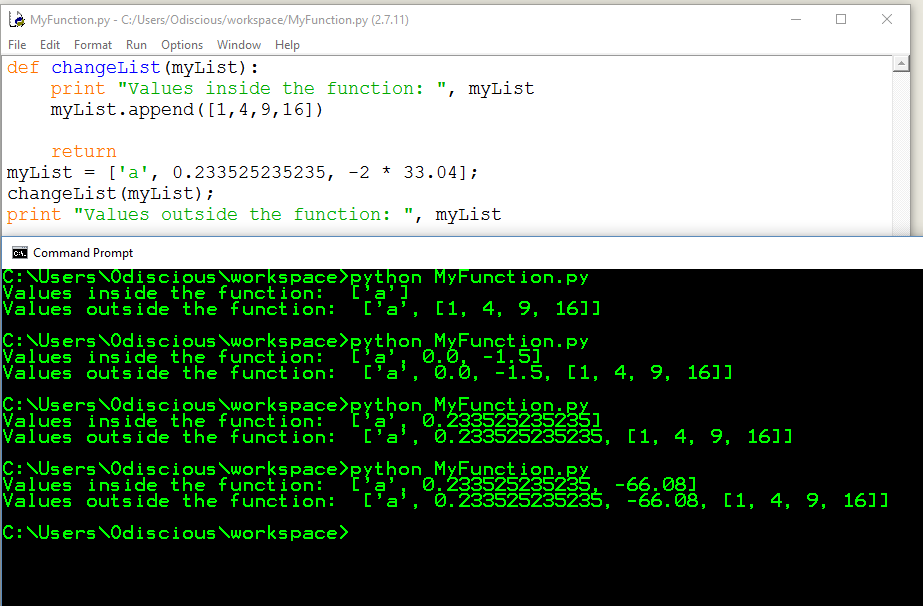 MyFunction.py - C:/Users/Odiscious/workspace/MyFunction.py (2.7.11)
File Edit Format Run Options Window Help
def changeList(myList):
    print "Values inside the function: ", myList
    myList.append([1,4,9,16])
    return
myList = ['a', 0.233525235235, -2 * 33.04];
changeList(myList);
print "Values outside the function: ", myList
C:\. Command Prompt
C:\Users\Odiscious\workspace>python MyFunction.py
Values inside the function:  ['a']
Values outside the function:  ['a', [1, 4, 9, 16]]
C:\Users\Odiscious\workspace>python MyFunction.py
Values inside the function:  ['a', 0.0, -1.5]
Values outside the function:  ['a', 0.0, -1.5, [1, 4, 9, 16]]
C:\Users\Odiscious\workspace>python MyFunction.py
Values inside the function:  ['a', 0.233525235235]
Values outside the function:  ['a', 0.233525235235, [1, 4, 9, 16]]
C:\Users\Odiscious\workspace>python MyFunction.py
Values inside the function:  ['a', 0.233525235235, -66.08]
Values outside the function:  ['a', 0.233525235235, -66.08, [1, 4, 9, 16]]
C:\Users\Odiscious\workspace>